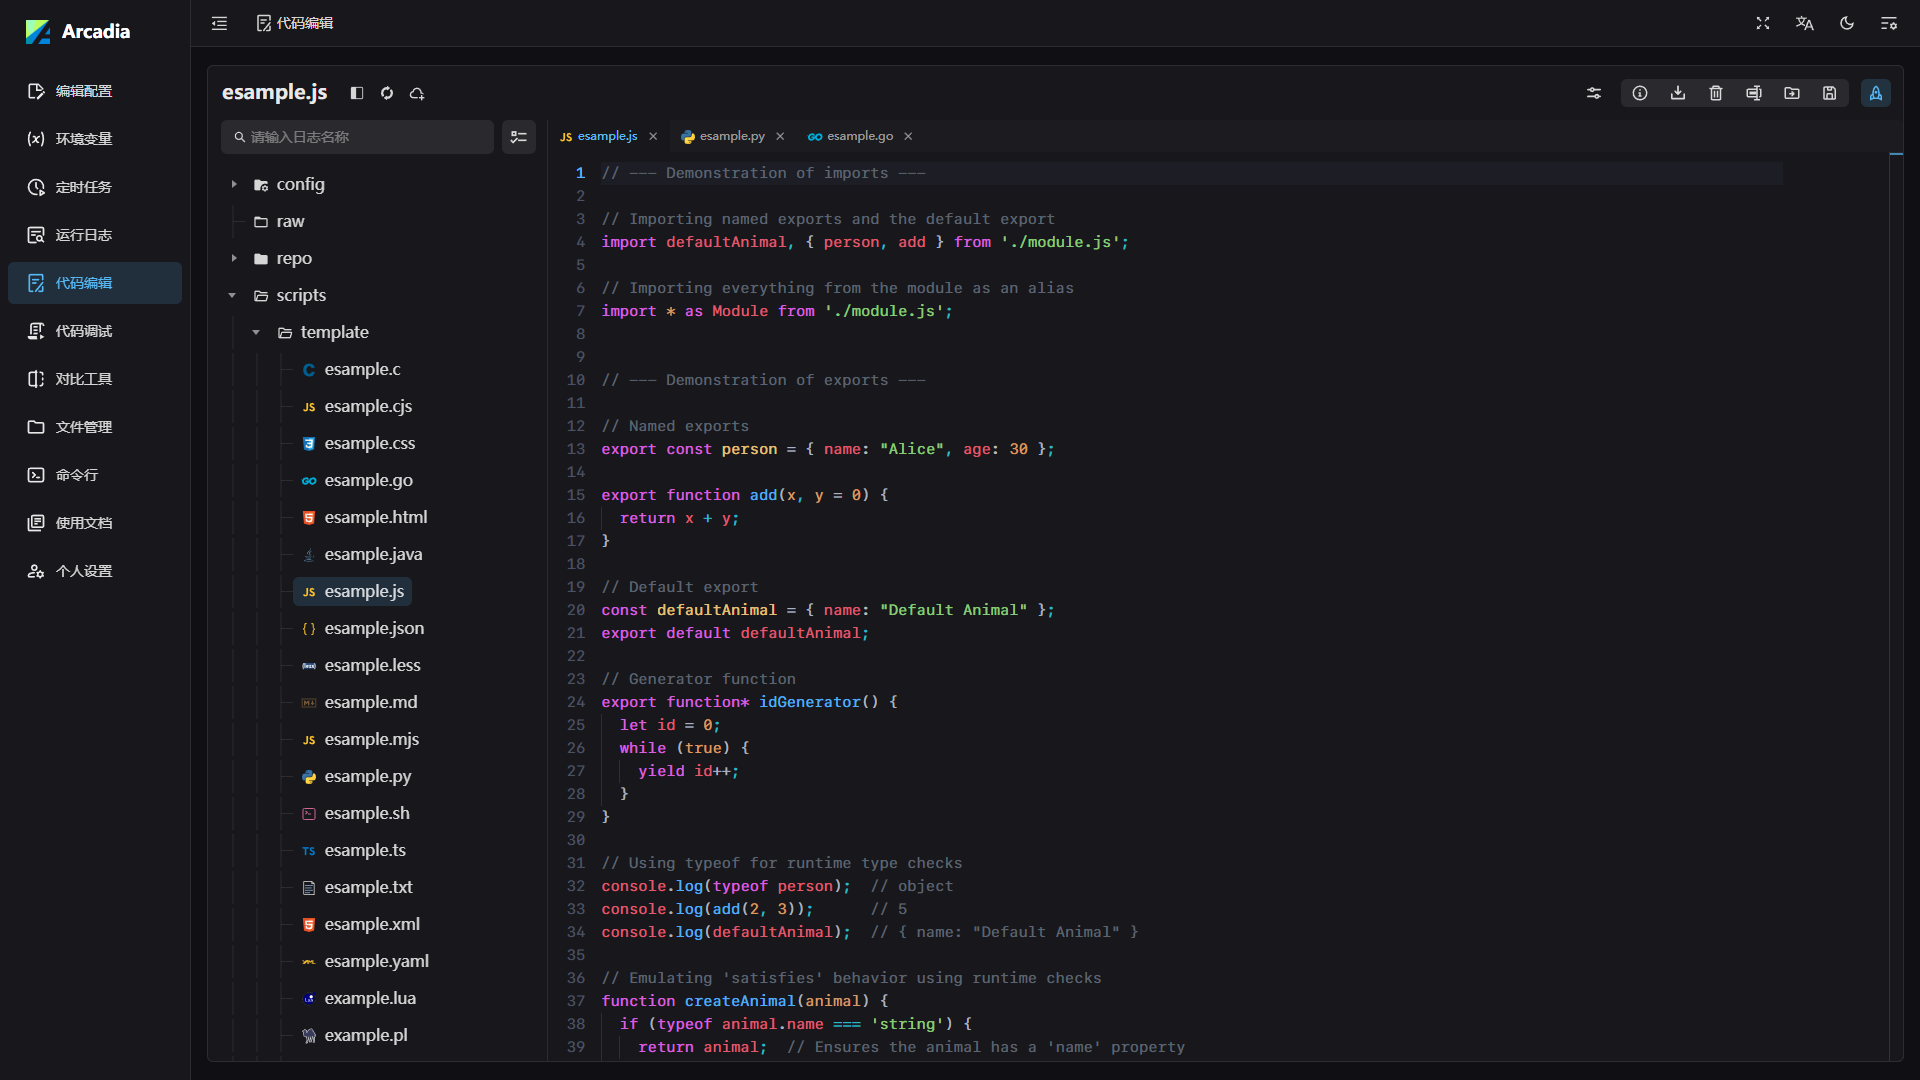 Arcadia
编辑配置
环境变量
定时任务
运行日志
代码编辑
代码调试
对比工具
文件管理
命令行
使用文档
个人设置
代码编辑
esample.js
请输入日志名称
config
raw
repo
scripts
template
esample.c
esample.cjs
esample.css
esample.go
esample.html
esample.java
esample.js
esample.json
esample.less
esample.md
esample.mjs
esample.py
esample.sh
esample.ts
esample.txt
esample.xml
esample.yaml
example.lua
example.pl
JS esample.js
esample.py
GO esample.go
1 // --- Demonstration of imports ---
2
3 // Importing named exports and the default export
4 import defaultAnimal, { person, add } from './module.js';
5
6 // Importing everything from the module as an alias
7 import * as Module from './module.js';
8
9
10 // --- Demonstration of exports ---
11
12 // Named exports
13 export const person = { name: "Alice", age: 30 };
14
15 export function add(x, y = 0) {
16   return x + y;
17 }
18
19 // Default export
20 const defaultAnimal = { name: "Default Animal" };
21 export default defaultAnimal;
22
23 // Generator function
24 export function* idGenerator() {
25   let id = 0;
26   while (true) {
27     yield id++;
28   }
29 }
30
31 // Using typeof for runtime type checks
32 console.log(typeof person);  // object
33 console.log(add(2, 3));      // 5
34 console.log(defaultAnimal);  // { name: "Default Animal" }
35
36 // Emulating 'satisfies' behavior using runtime checks
37 function createAnimal(animal) {
38   if (typeof animal.name === 'string') {
39     return animal;  // Ensures the animal has a 'name' property